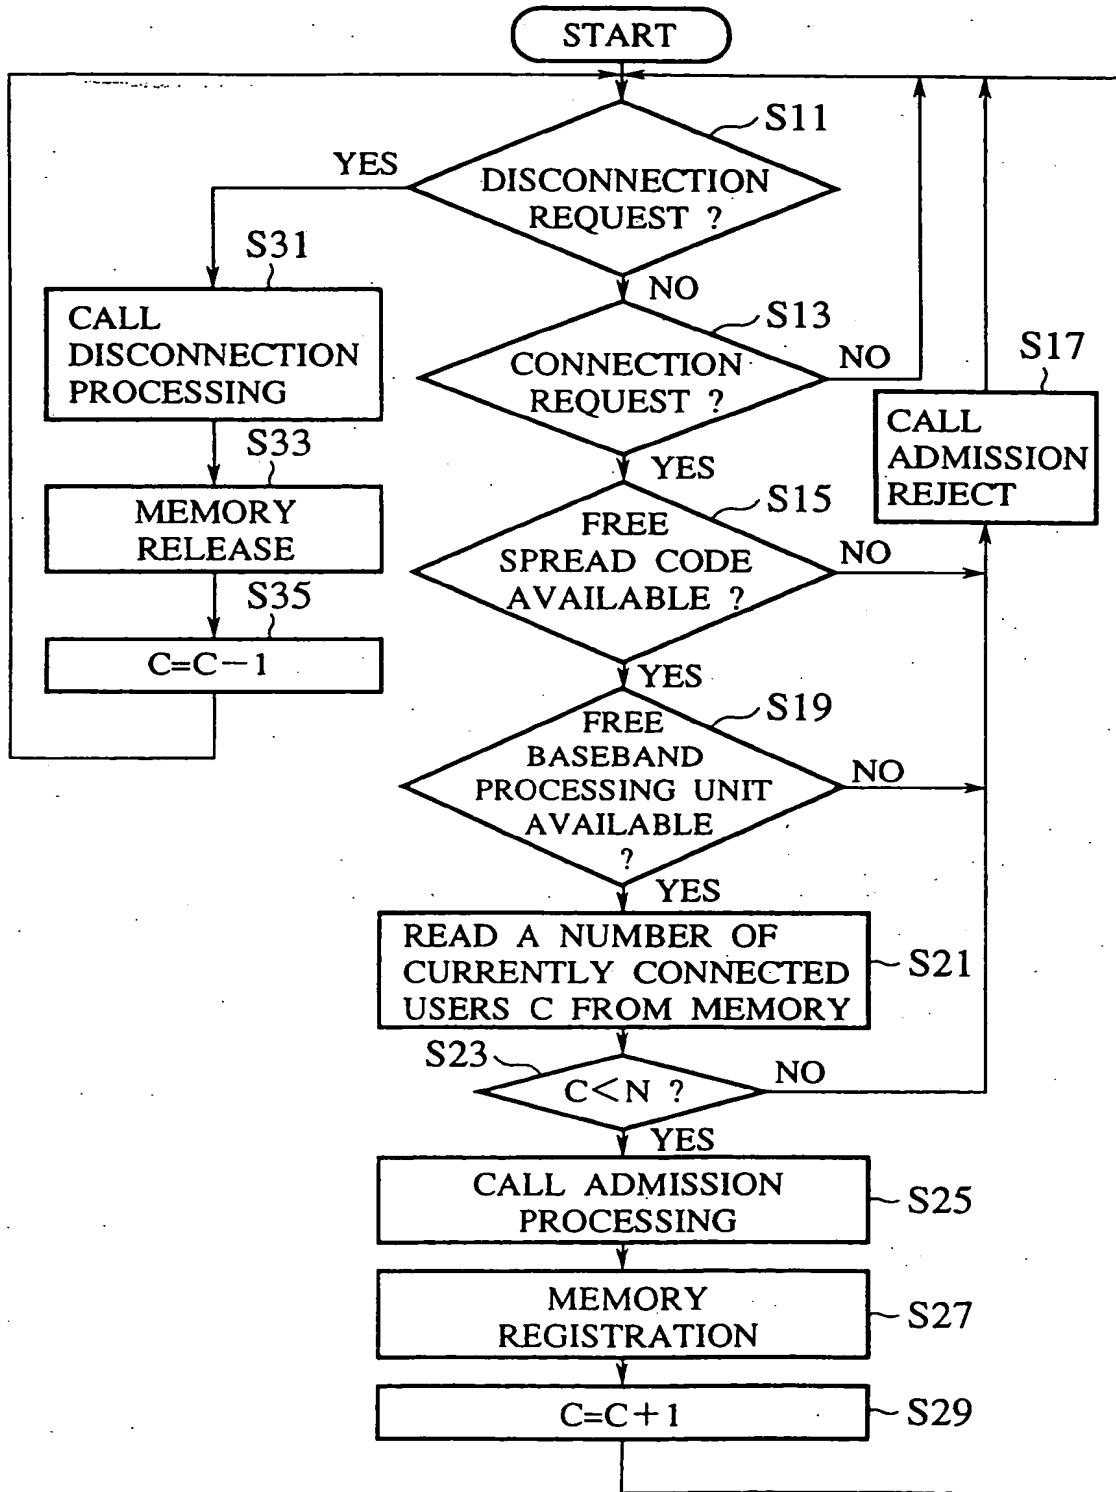 START
S11
YES
DISCONNECTION
REQUEST ?
S31
NO
CALL
DISCONNECTION
PROCESSING
S13
CONNECTION
REQUEST ?
NO
S17
CALL
ADMISSION
REJECT
S33
YES
MEMORY
RELEASE
S15
FREE
SPREAD CODE
AVAILABLE ?
NO
S35
C=C−1
YES
S19
FREE
BASEBAND
PROCESSING UNIT
AVAILABLE
?
NO
YES
READ A NUMBER OF
CURRENTLY CONNECTED
USERS C FROM MEMORY
S21
S23
C<N ?
NO
YES
CALL ADMISSION
PROCESSING
S25
MEMORY
REGISTRATION
S27
C=C+1
S29